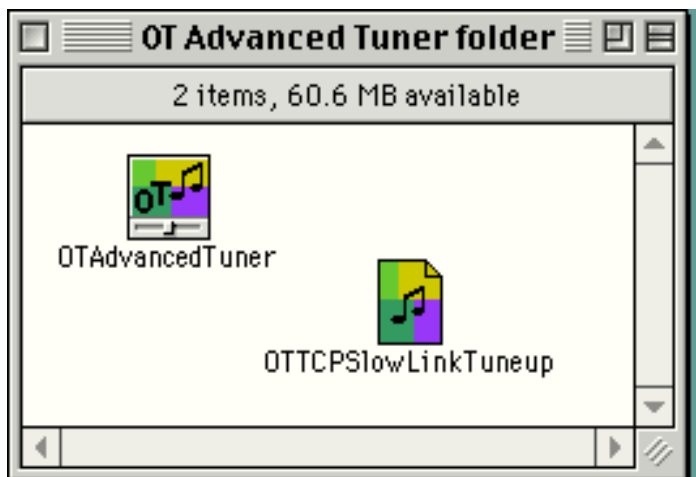 OT Advanced Tuner folder
2 items, 60.6 MB available
OT
OTAdvancedTuner
OTTCPSlowLinkTuneup